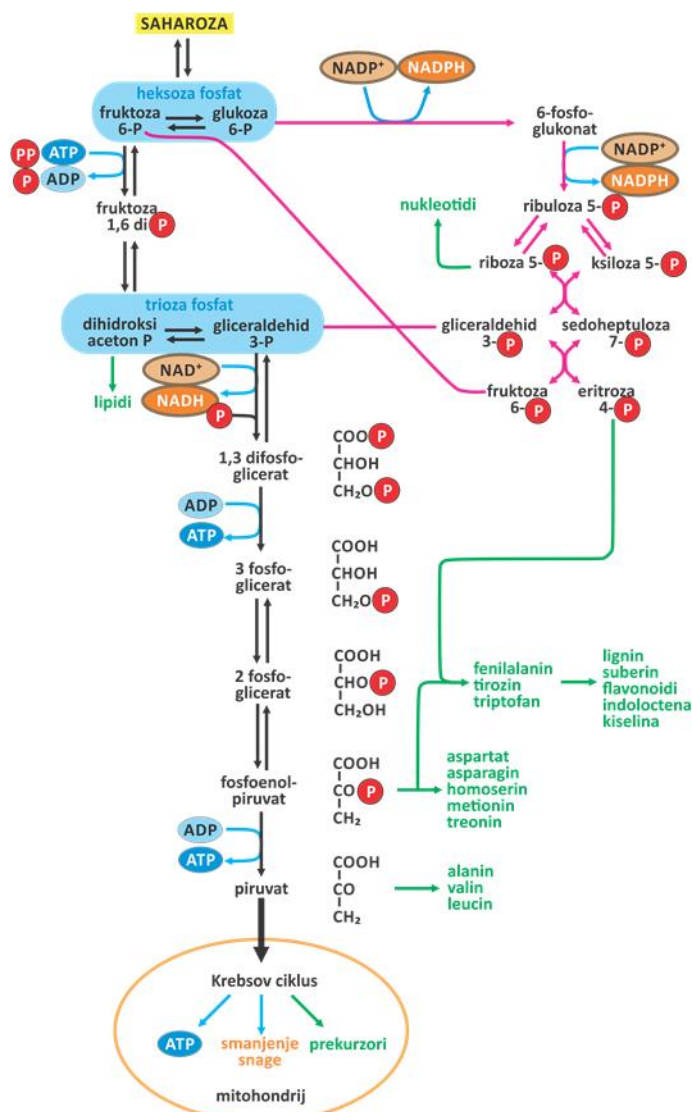 SAHAROZA
NADP⁺ NADPH
heksoza fosfat
fruktoza
6-P
glukoza
6-P
6-fosfo-
glukonat
PP ATP
P ADP
NADP⁺
NADPH
fruktoza
1,6 di P
ribuloza 5- P
nukleotidi
riboza 5- P
ksiloza 5- P
trioza fosfat
dihidroksi
aceton P
gliceraldehid
3-P
gliceraldehid
3- P
sedoheptuloza
7- P
NAD⁺
NADH
P
lipidi
fruktoza
6- P
eritroza
4- P
1,3 difosfo-
glicerat
COO P
CHOH
CH₂O P
ADP
ATP
3 fosfo-
glicerat
COOH
CHOH
CH₂O P
2 fosfo-
glicerat
COOH
CHO P
CH₂OH
fenilalanin
tirozin
triptofan
lignin
suberin
flavonoidi
indoloctena
kiselina
fosfoenol-
piruvat
COOH
CO P
CH₂
aspartat
asparagin
homoserin
metionin
treonin
ADP
ATP
piruvat
COOH
CO
CH₂
alanin
valin
leucin
Krebsov ciklus
ATP
smanjenje
snage
prekurzori
mitohondrij